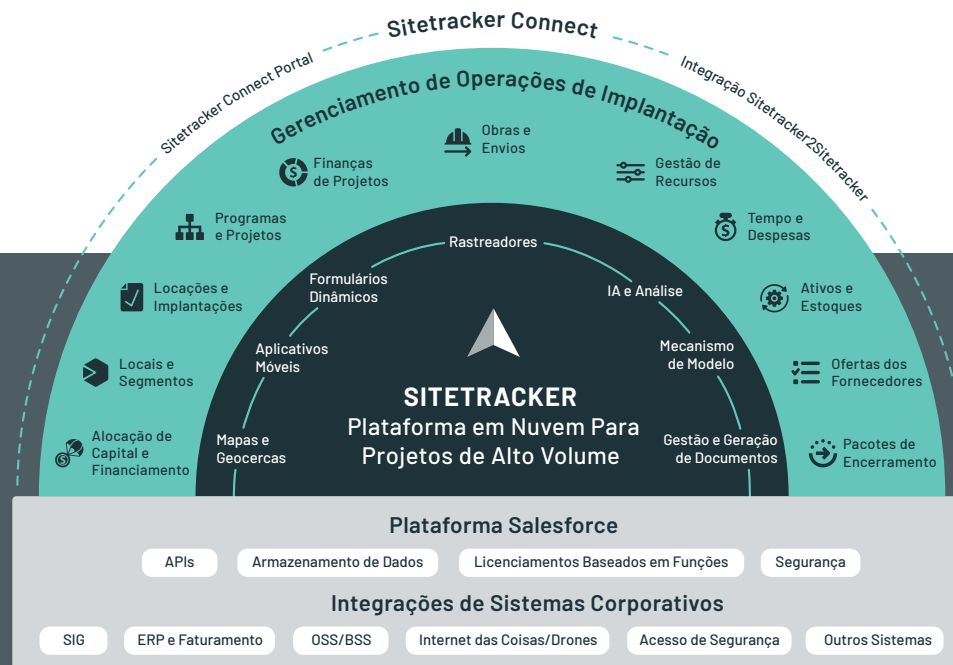 Sitetracker Connect
Sitetracker Connect Portal
Integração Sitetracker2Sitetracker
Gerenciamento de Operações de Implantação
Alocação de
Capital e
Financiamento
Locais e
Segmentos
Locações e
Implantações
Programas
e Projetos
Finanças
de Projetos
Obras e
Envios
Gestão de
Recursos
Tempo e
Despesas
Ativos e
Estoques
Ofertas dos
Fornecedores
Pacotes de
Encerramento
Mapas e
Geocercas
Aplicativos
Móveis
Formulários
Dinâmicos
Rastreadores
IA e Análise
Mecanismo
de Modelo
Gestão e Geração
de Documentos
SITETRACKER
Plataforma em Nuvem Para
Projetos de Alto Volume
Plataforma Salesforce
APIs
Armazenamento de Dados
Licenciamentos Baseados em Funções
Segurança
Integrações de Sistemas Corporativos
SIG
ERP e Faturamento
OSS/BSS
Internet das Coisas/Drones
Acesso de Segurança
Outros Sistemas